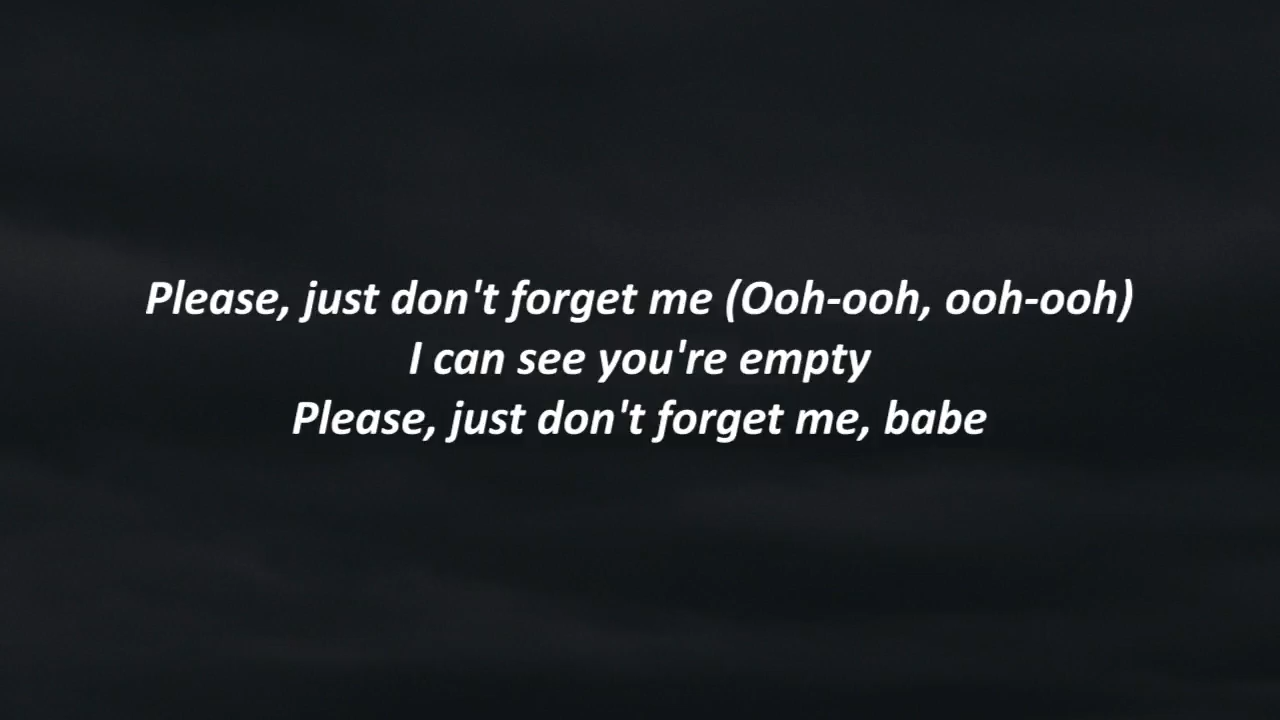 Please, just don't forget me (Ooh-ooh, ooh-ooh)
I can see you're empty
Please, just don't forget me, babe